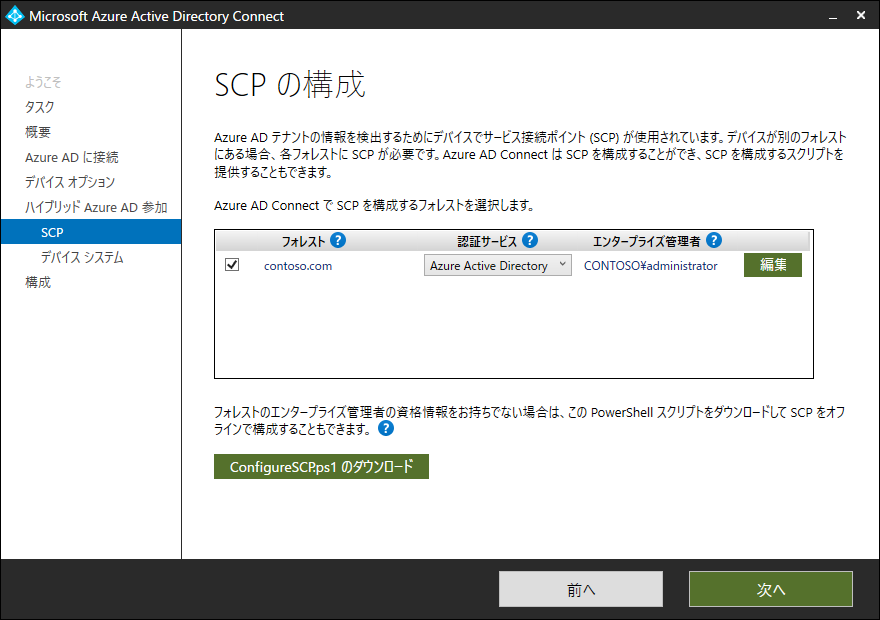 Microsoft Azure Active Directory Connect
ようこそ
タスク
概要
Azure AD に接続
デバイス オプション
ハイブリッド Azure AD 参加
SCP
デバイス システム
構成
SCP の構成
Azure AD テナントの情報を検出するためにデバイスでサービス接続ポイント (SCP) が使用されています。デバイスが別のフォレスト
にある場合、各フォレストに SCP が必要です。Azure AD Connect は SCP を構成することができ、SCP を構成するスクリプトを
提供することもできます。
Azure AD Connect で SCP を構成するフォレストを選択します。
フォレスト ? 認証サービス ? エンタープライズ管理者 ?
contoso.com Azure Active Directory CONTOSO¥administrator 編集
フォレストのエンタープライズ管理者の資格情報をお持ちでない場合は、この PowerShell スクリプトをダウンロードして SCP をオフ
ラインで構成することもできます。 ?
ConfigureSCP.ps1 のダウンロード
前へ 次へ